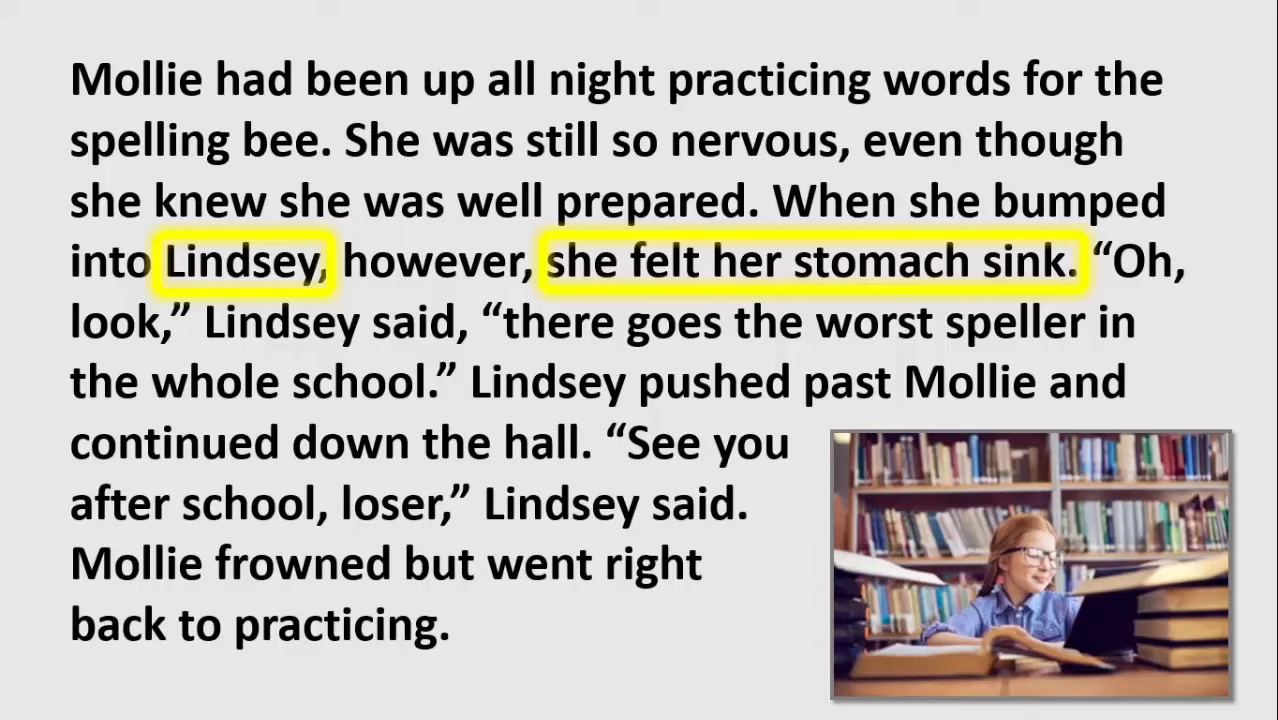 Mollie had been up all night practicing words for the
spelling bee. She was still so nervous, even though
she knew she was well prepared. When she bumped
into Lindsey, however, she felt her stomach sink. “Oh,
look,” Lindsey said, “there goes the worst speller in
the whole school.” Lindsey pushed past Mollie and
continued down the hall. “See you
after school, loser,” Lindsey said.
Mollie frowned but went right
back to practicing.